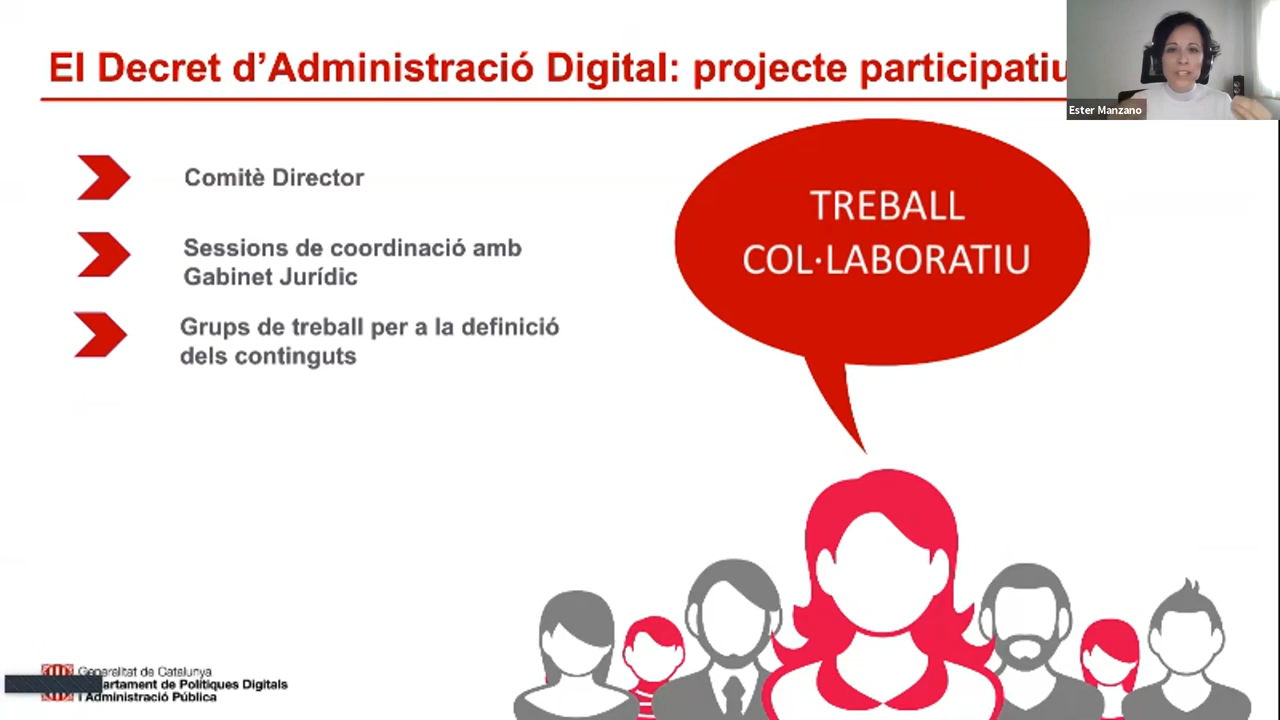 El Decret d’Administració Digital: projecte participatiu
Ester Manzano
Comitè Director
Sessions de coordinació amb
Gabinet Jurídic
Grups de treball per a la definició
dels continguts
TREBALL
COL·LABORATIU
Generalitat de Catalunya
de Polítiques Digitals
i Administració Pública